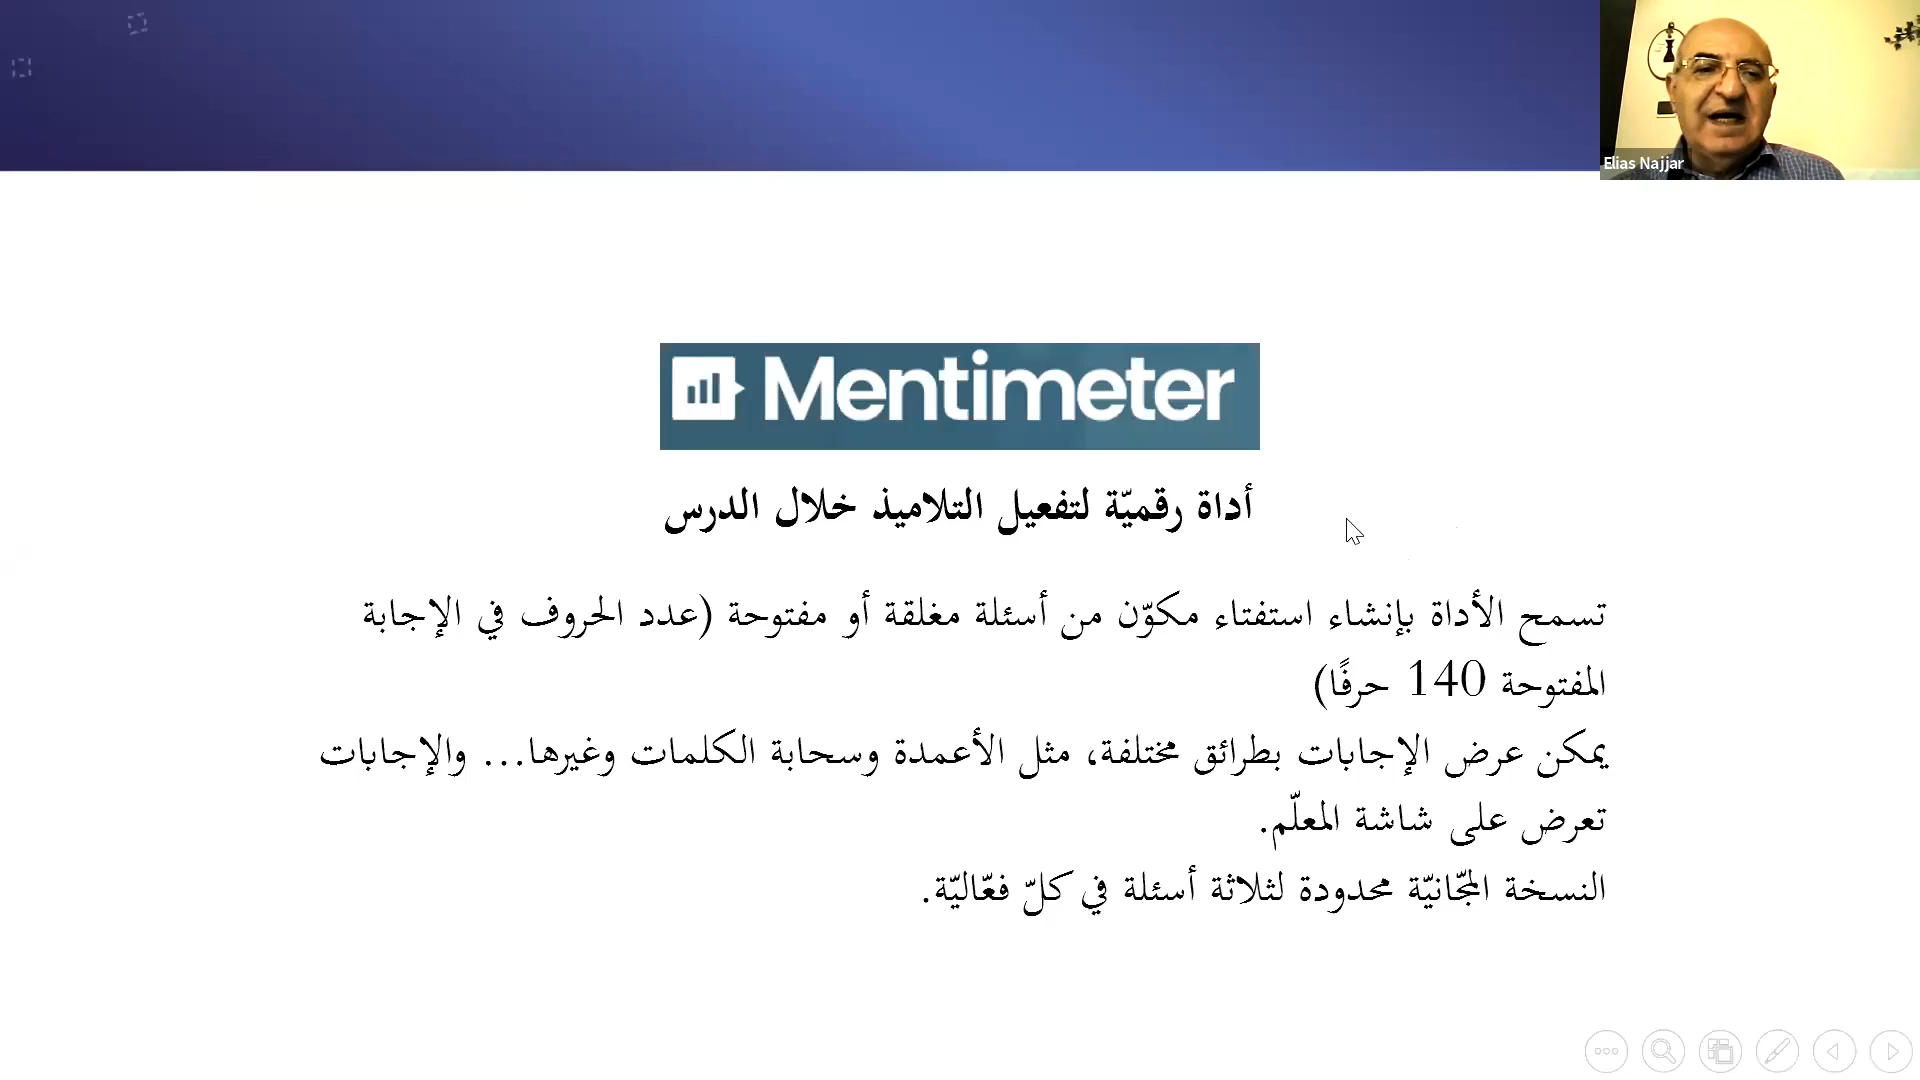 Elias Najjar
Mentimeter
أداة رقميّة لتفعيل التلاميذ خلال الدرس
تسمح الأداة بإنشاء استفتاء مكوّن من أسئلة مغلقة أو مفتوحة (عدد الحروف في الإجابة
المفتوحة 140 حرفًا)
يمكن عرض الإجابات بطرائق مختلفة، مثل الأعمدة وسحابة الكلمات وغيرها... والإجابات
تعرض على شاشة المعلّم.
النسخة المجّانيّة محدودة لثلاثة أسئلة في كلّ فعّاليّة.